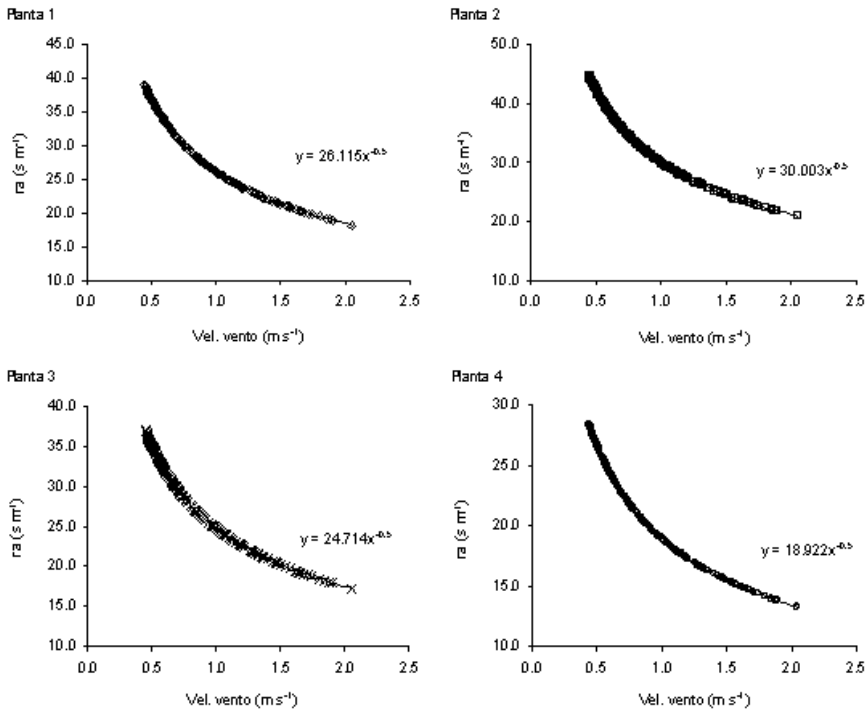 Planta 1
45.0
40.0
35.0
30.0
25.0
20.0
15.0
10.0
ra (s m⁻¹)
y = 26.115x⁻⁰·⁵
0.0 0.5 1.0 1.5 2.0 2.5
Vel. vento (m s⁻¹)
Planta 2
50.0
40.0
30.0
20.0
10.0
ra (s m⁻¹)
y = 30.003x⁻⁰·⁵
0.0 0.5 1.0 1.5 2.0 2.5
Vel. vento (m s⁻¹)
Planta 3
40.0
35.0
30.0
25.0
20.0
15.0
10.0
ra (s m⁻¹)
y = 24.714x⁻⁰·⁵
0.0 0.5 1.0 1.5 2.0 2.5
Vel. vento (m s⁻¹)
Planta 4
30.0
25.0
20.0
15.0
10.0
ra (s m⁻¹)
y = 18.922x⁻⁰·⁵
0.0 0.5 1.0 1.5 2.0 2.5
Vel. vento (m s⁻¹)